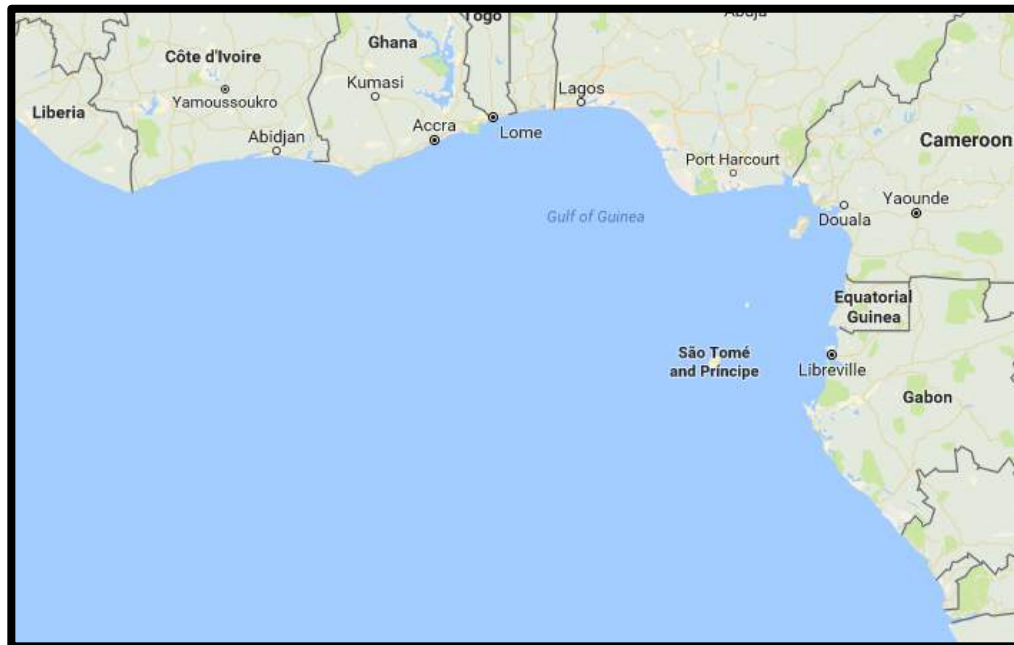 Togo
Abuja
Ghana
Côte d'Ivoire
Kumasi
Lagos
Yamoussoukro
Liberia
Accra
Lome
Abidjan
Cameroon
Port Harcourt
Yaounde
Douala
Gulf of Guinea
Equatorial
Guinea
São Tomé
and Príncipe
Libreville
Gabon